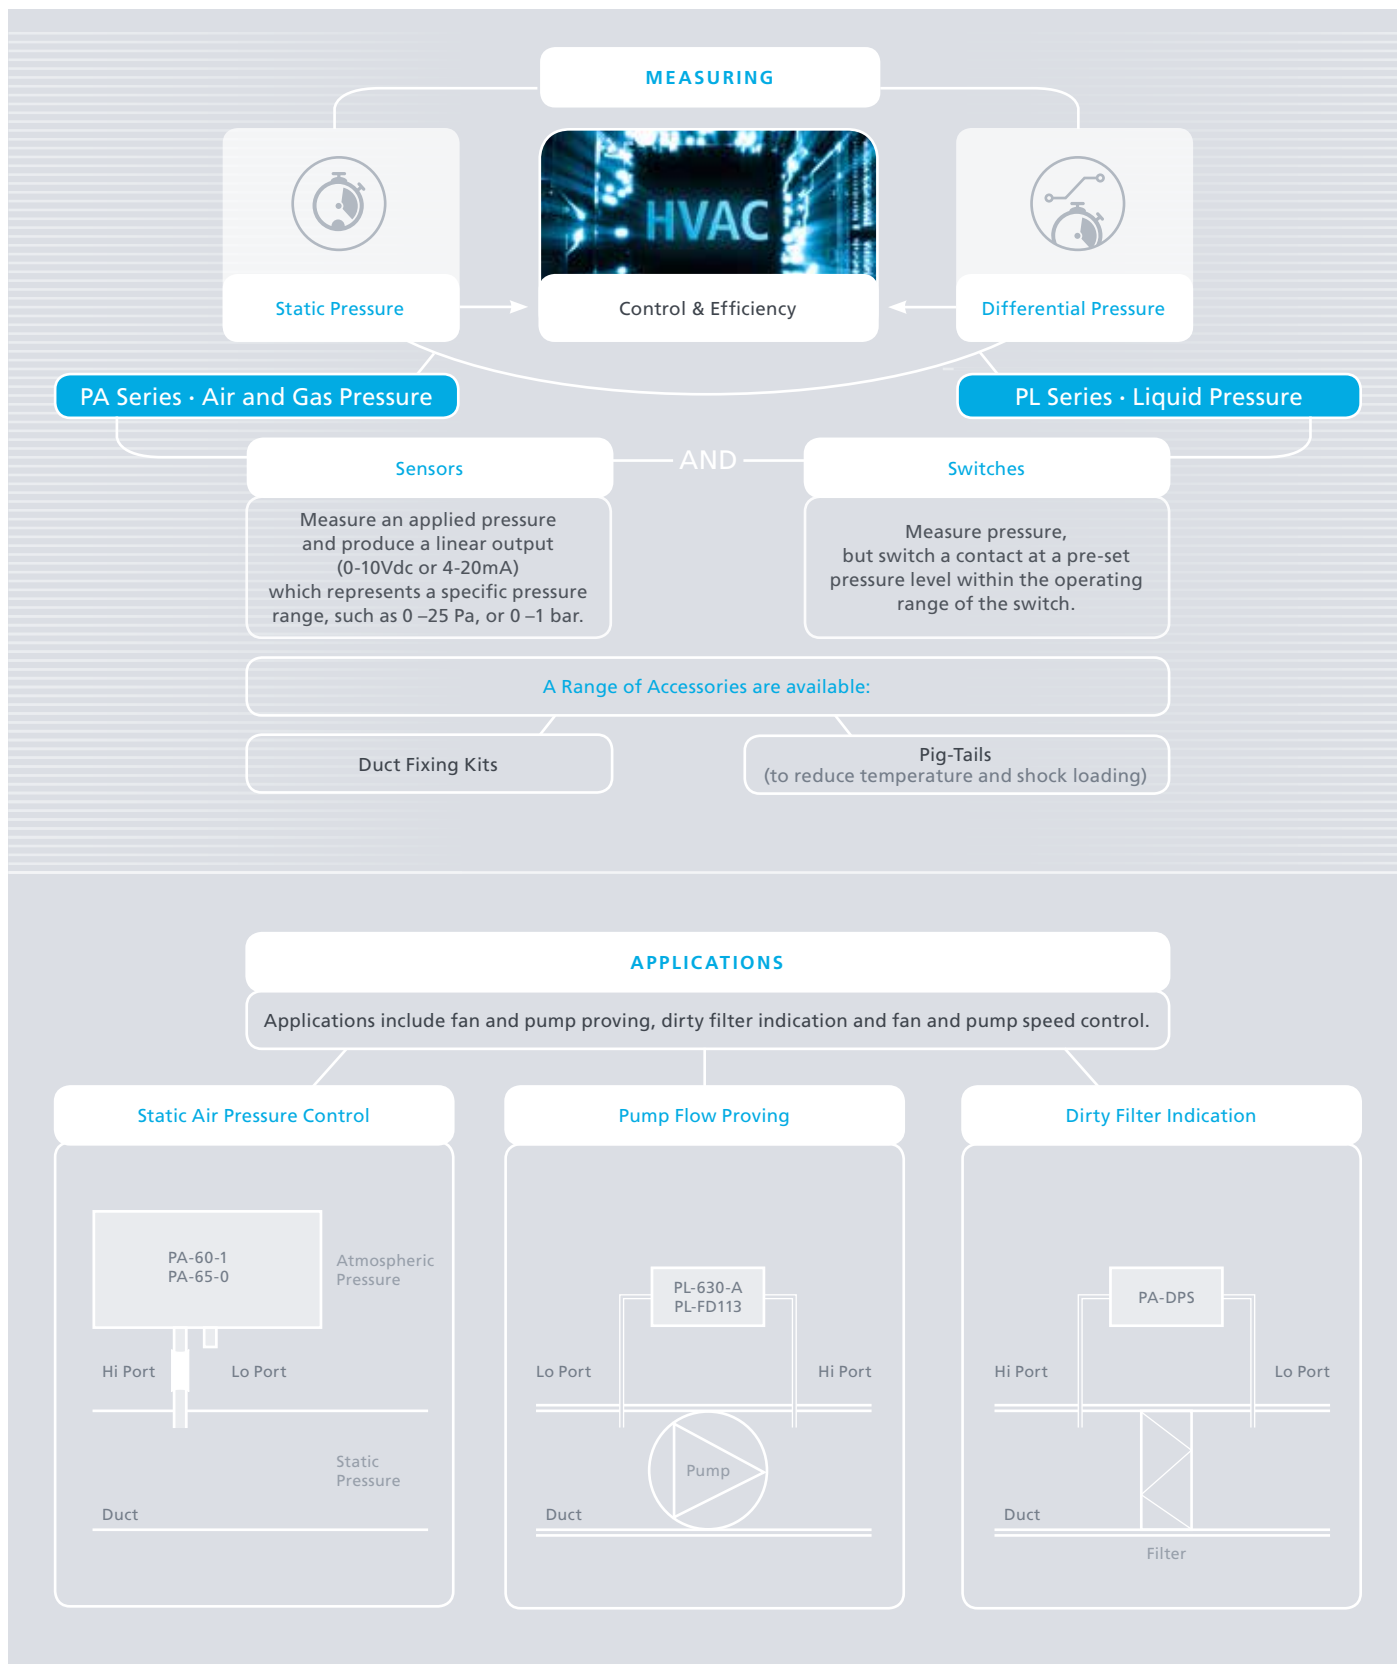 MEASURING
HVAC
Static Pressure
Control & Efficiency
Differential Pressure
PA Series · Air and Gas Pressure
PL Series · Liquid Pressure
Sensors
AND
Switches
Measure an applied pressure
and produce a linear output
(0-10Vdc or 4-20mA)
which represents a specific pressure
range, such as 0 –25 Pa, or 0 –1 bar.
Measure pressure,
but switch a contact at a pre-set
pressure level within the operating
range of the switch.
A Range of Accessories are available:
Duct Fixing Kits
Pig-Tails
(to reduce temperature and shock loading)
APPLICATIONS
Applications include fan and pump proving, dirty filter indication and fan and pump speed control.
Static Air Pressure Control
PA-60-1
PA-65-0
Atmospheric
Pressure
Hi Port
Lo Port
Static
Pressure
Duct
Pump Flow Proving
PL-630-A
PL-FD113
Lo Port
Hi Port
Pump
Duct
Dirty Filter Indication
PA-DPS
Hi Port
Lo Port
Duct
Filter